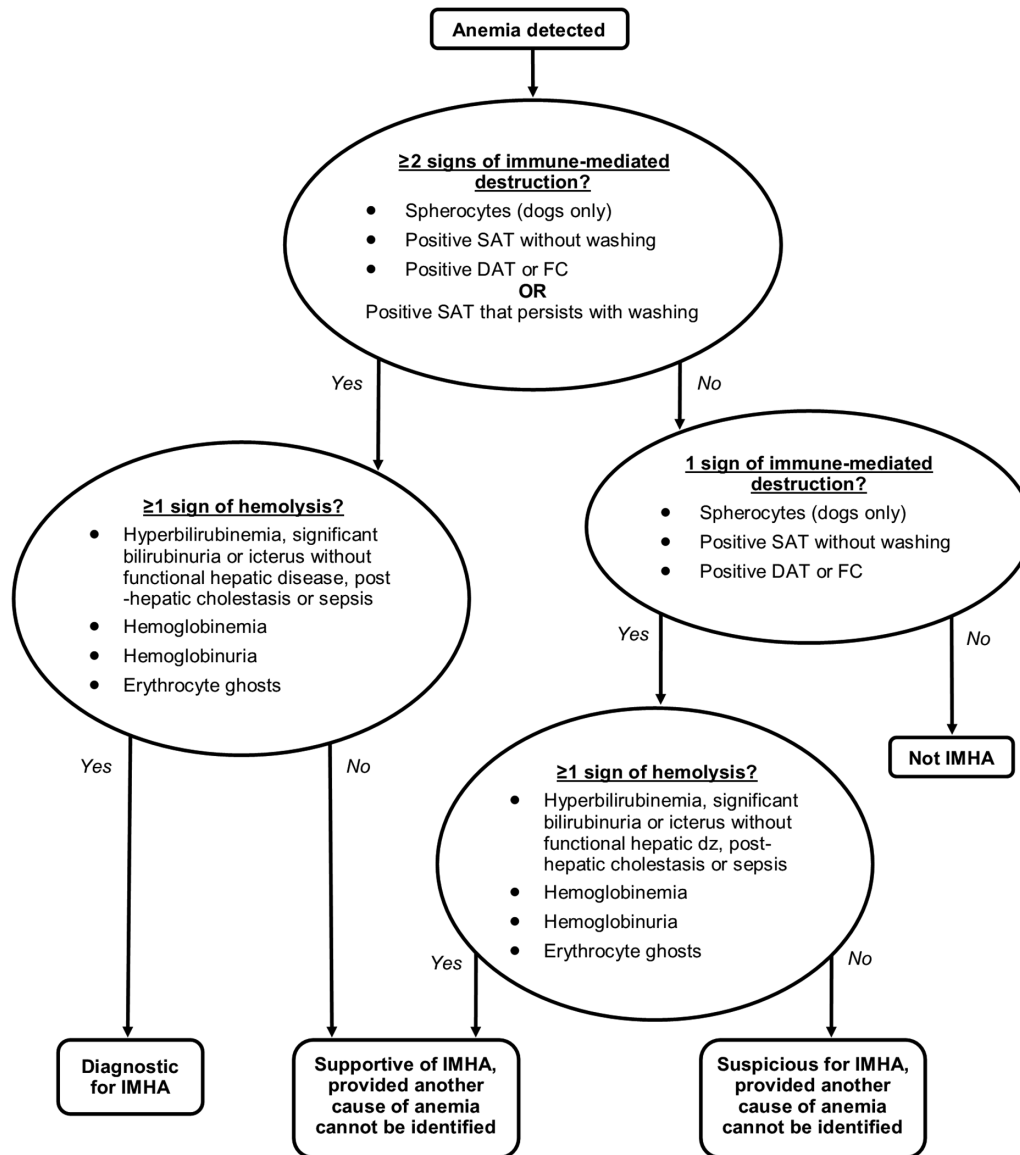 Anemia detected
≥2 signs of immune-mediated
destruction?
● Spherocytes (dogs only)
● Positive SAT without washing
● Positive DAT or FC
OR
Positive SAT that persists with washing
Yes
No
≥1 sign of hemolysis?
● Hyperbilirubinemia, significant
bilirubinuria or icterus without
functional hepatic disease, post
-hepatic cholestasis or sepsis
● Hemoglobinemia
● Hemoglobinuria
● Erythrocyte ghosts
1 sign of immune-mediated
destruction?
● Spherocytes (dogs only)
● Positive SAT without washing
● Positive DAT or FC
Yes
No
Yes
No
Not IMHA
≥1 sign of hemolysis?
● Hyperbilirubinemia, significant
bilirubinuria or icterus without
functional hepatic dz, post-
hepatic cholestasis or sepsis
● Hemoglobinemia
● Hemoglobinuria
● Erythrocyte ghosts
Yes
No
Diagnostic
for IMHA
Supportive of IMHA,
provided another
cause of anemia
cannot be identified
Suspicious for IMHA,
provided another
cause of anemia
cannot be identified